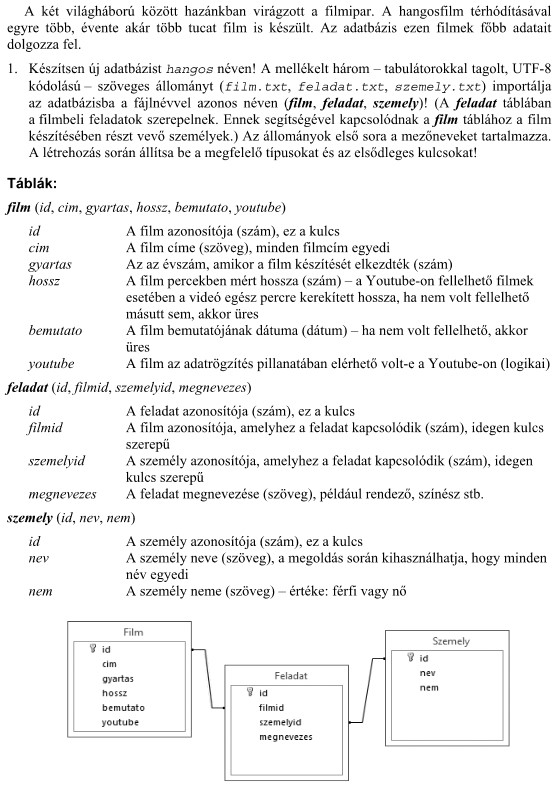 A két világháború között hazánkban virágzott a filmipar. A hangosfilm térhódításával
egyre több, évente akár több tucat film is készült. Az adatbázis ezen filmek főbb adatait
dolgozza fel.
1. Készítsen új adatbázist hangos néven! A mellékelt három – tabulátorokkal tagolt, UTF-8
kódolású – szöveges állományt (film.txt, feladat.txt, szemely.txt) importálja
az adatbázisba a fájlnévvel azonos néven (film, feladat, szemely)! (A feladat táblában
a filmbeli feladatok szerepelnek. Ennek segítségével kapcsolódnak a film táblához a film
készítésében részt vevő személyek.) Az állományok első sora a mezőneveket tartalmazza.
A létrehozás során állítsa be a megfelelő típusokat és az elsődleges kulcsokat!
Táblák:
film (id, cim, gyartas, hossz, bemutato, youtube)
id A film azonosítója (szám), ez a kulcs
cim A film címe (szöveg), minden filmcím egyedi
gyartas Az az évszám, amikor a film készítését elkezdték (szám)
hossz A film percekben mért hossza (szám) – a Youtube-on fellelhető filmek
esetében a videó egész percre kerekített hossza, ha nem volt fellelhető
másutt sem, akkor üres
bemutato A film bemutatójának dátuma (dátum) – ha nem volt fellelhető, akkor
üres
youtube A film az adatrögzítés pillanatában elérhető volt-e a Youtube-on (logikai)
feladat (id, filmid, szemelyid, megnevezes)
id A feladat azonosítója (szám), ez a kulcs
filmid A film azonosítója, amelyhez a feladat kapcsolódik (szám), idegen kulcs
szerepű
szemelyid A személy azonosítója, amelyhez a feladat kapcsolódik (szám), idegen
kulcs szerepű
megnevezes A feladat megnevezése (szöveg), például rendező, színész stb.
szemely (id, nev, nem)
id A személy azonosítója (szám), ez a kulcs
nev A személy neve (szöveg), a megoldás során kihasználhatja, hogy minden
név egyedi
nem A személy neme (szöveg) – értéke: férfi vagy nő
Film
id
cim
gyartas
hossz
bemutato
youtube
Feladat
id
filmid
szemelyid
megnevezes
Szemely
id
nev
nem